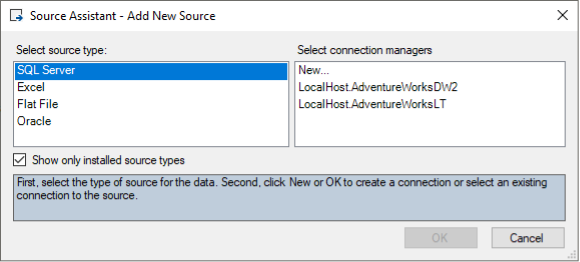 Source Assistant - Add New Source
Select source type:
SQL Server
Excel
Flat File
Oracle
Select connection managers
New...
LocalHost.AdventureWorksDW2
LocalHost.AdventureWorksLT
Show only installed source types
First, select the type of source for the data. Second, click New or OK to create a connection or select an existing
connection to the source.
OK
Cancel